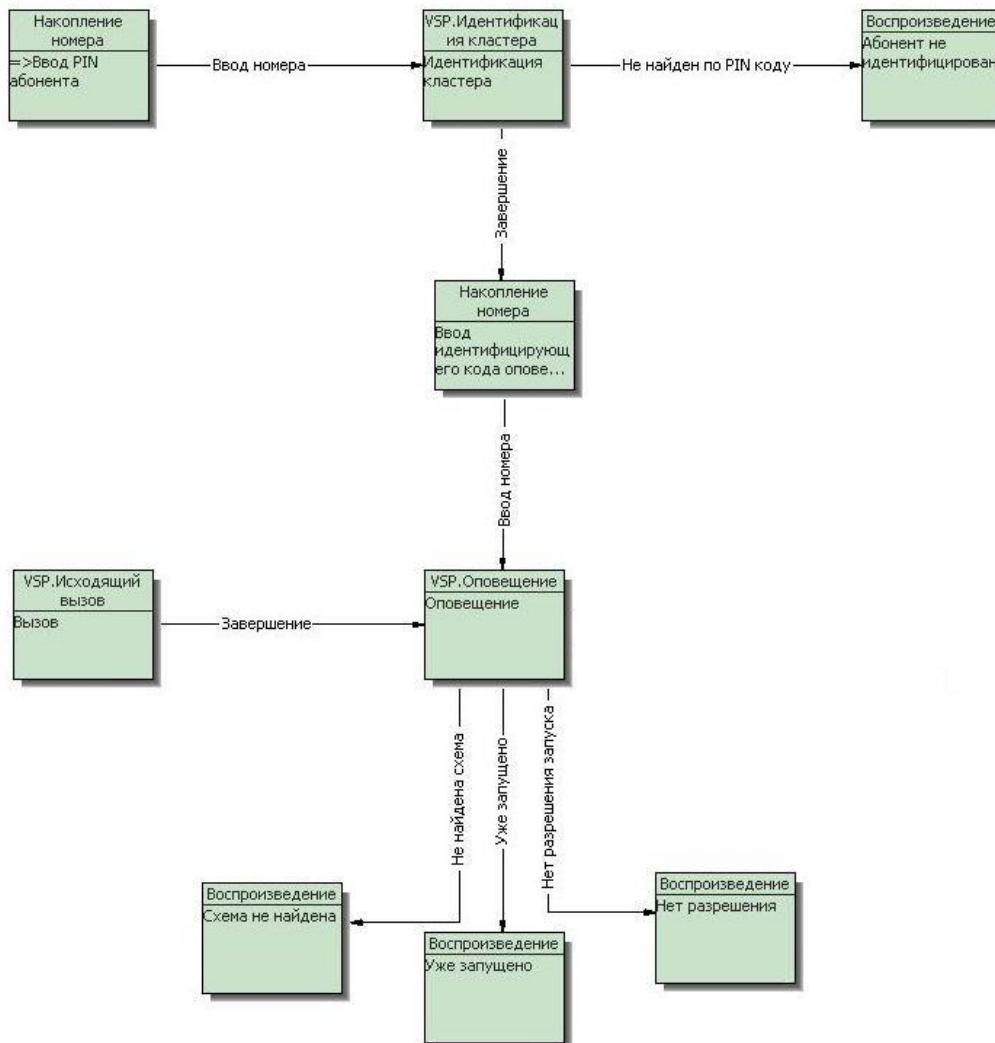 Накопление
номера
=>Ввод PIN
абонента
Ввод номера
VSP.Идентификац
ия кластера
Идентификация
кластера
Не найден по PIN коду
Воспроизведение
Абонент не
идентифицирован
Завершение
Накопление
номера
Ввод
идентифицирующ
его кода опове...
Ввод номера
VSP.Исходящий
вызов
Вызов
Завершение
VSP.Оповещение
Оповещение
Не найдена схема
Уже запущено
Нет разрешения запуска
Воспроизведение
Схема не найдена
Воспроизведение
Уже запущено
Воспроизведение
Нет разрешения